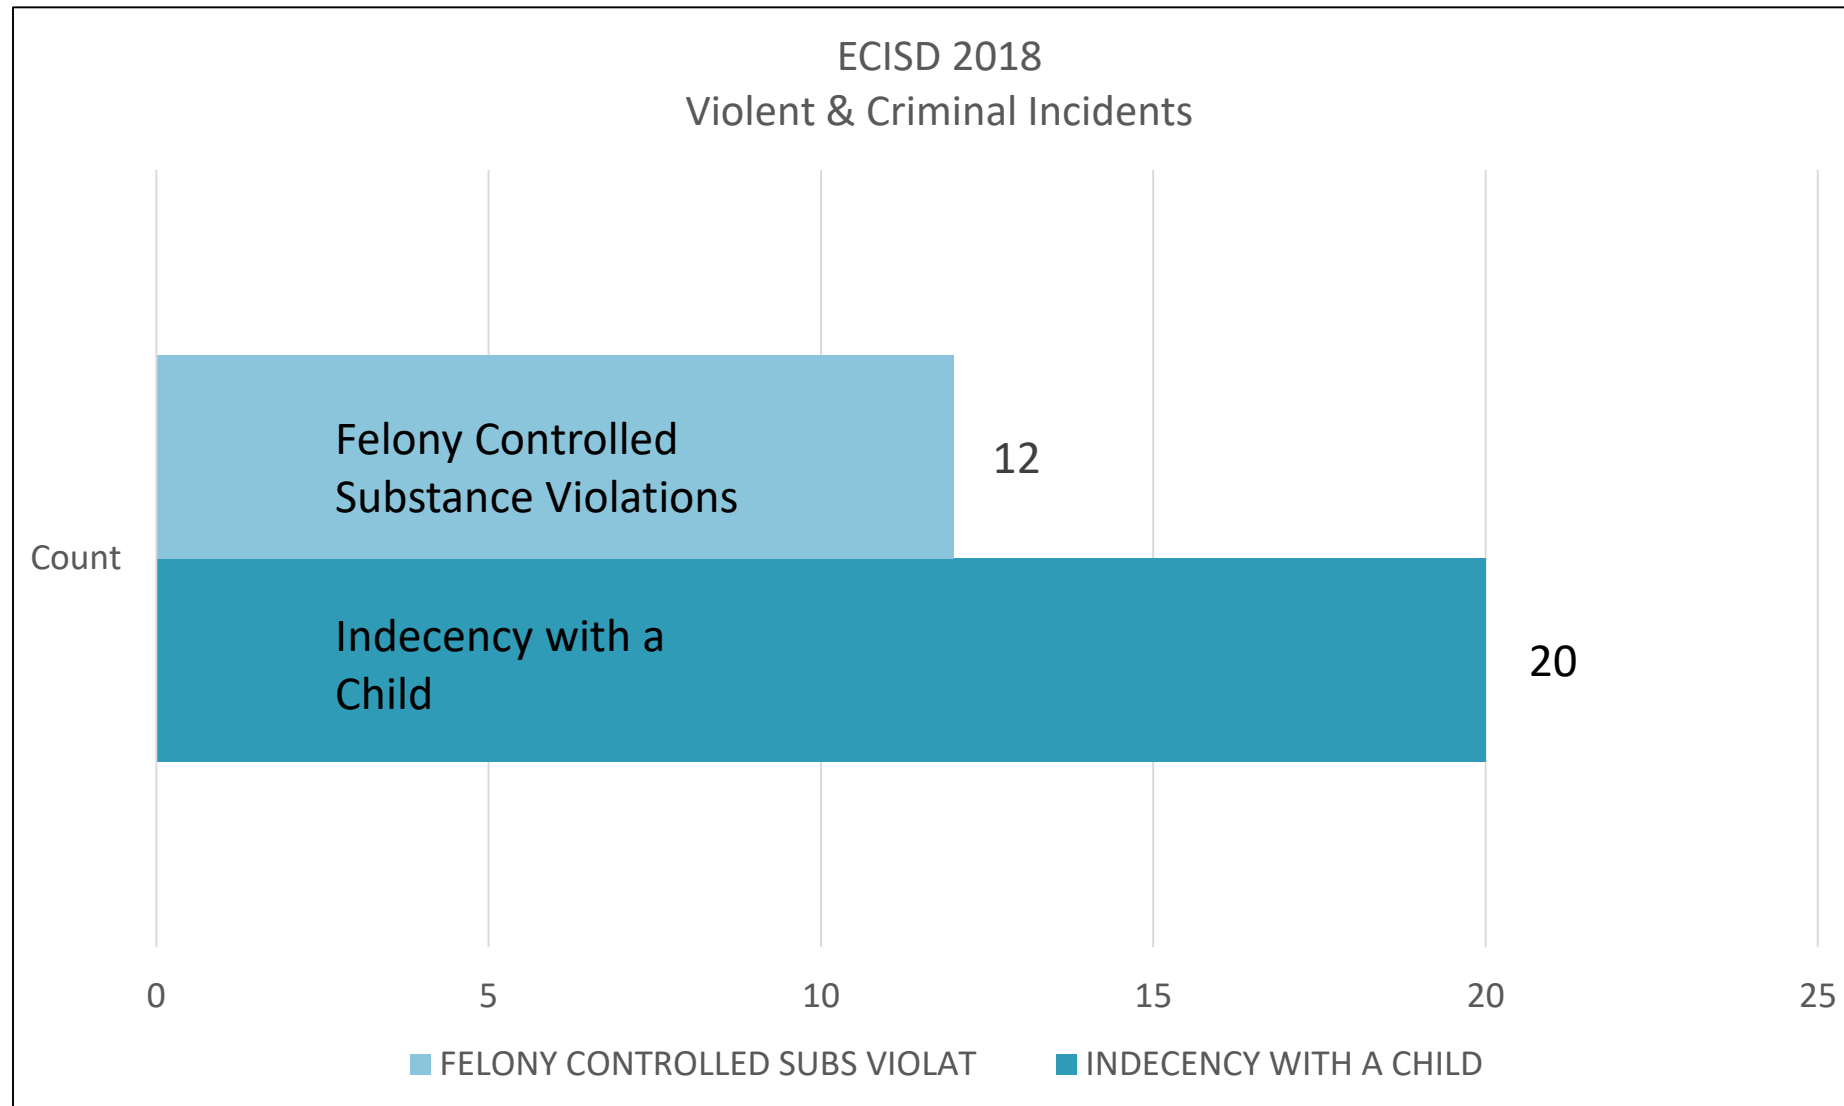 ECISD 2018
Violent & Criminal Incidents
Felony Controlled
Substance Violations
12
Count
Indecency with a
Child
20
0 5 10 15 20 25
FELONY CONTROLLED SUBS VIOLAT INDECENCY WITH A CHILD